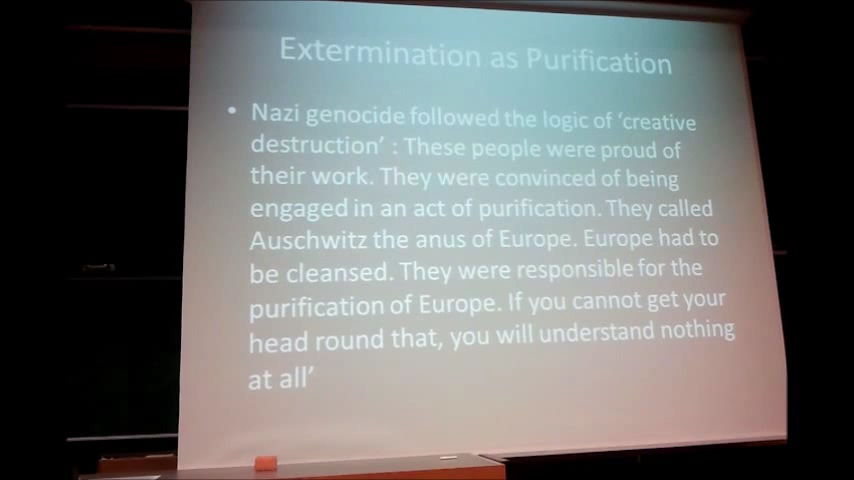 Extermination as Purification
• Nazi genocide followed the logic of ‘creative
destruction’ : These people were proud of
their work. They were convinced of being
engaged in an act of purification. They called
Auschwitz the anus of Europe. Europe had to
be cleansed. They were responsible for the
purification of Europe. If you cannot get your
head round that, you will understand nothing
at all’